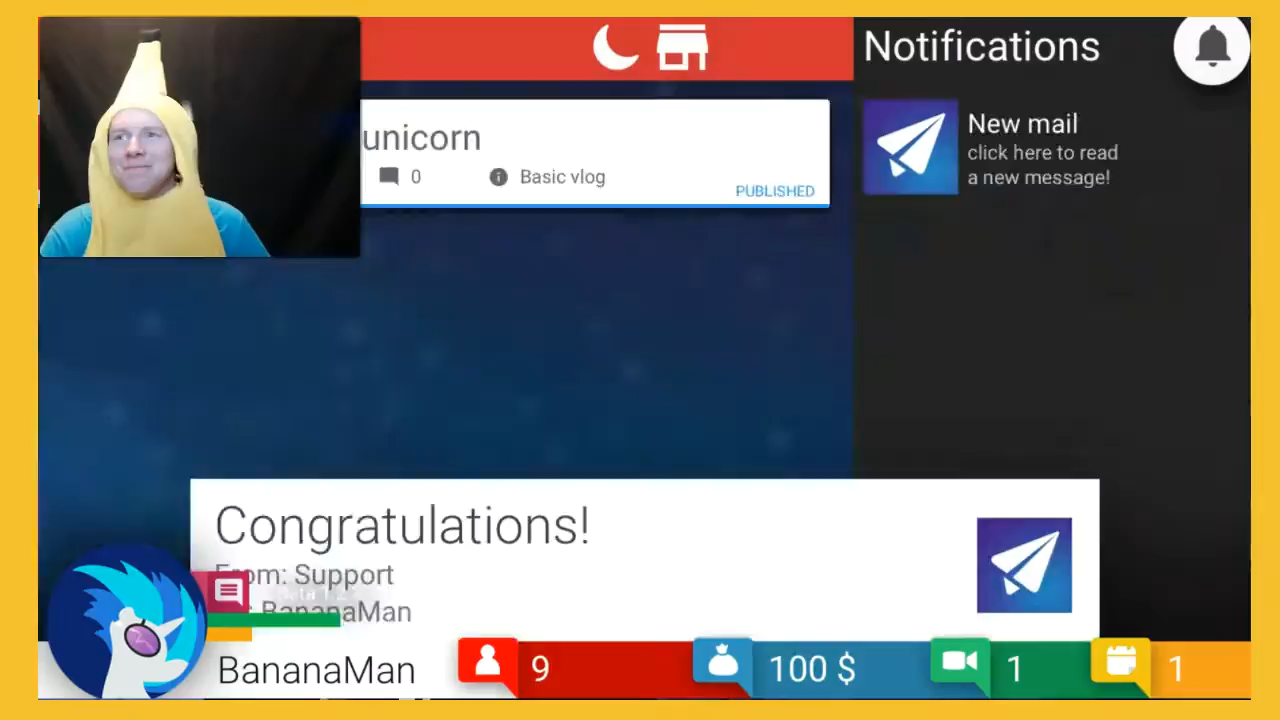 Notifications
unicorn
0
Basic vlog
PUBLISHED
New mail
click here to read
a new message!
Congratulations!
From: Support
BananaMan
BananaMan
9
100 $
1
1